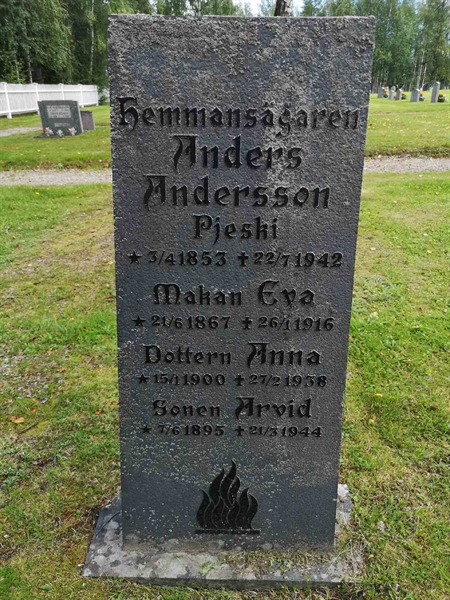 Hemmansägaren
Anders
Andersson
Pjeski
★ 3/4 1853 ✝ 22/7 1942
Makan Eva
★ 21/6 1867 ✝ 26/1 1916
Dottern Anna
★ 15/1 1900 ✝ 27/2 1938
Sonen Arvid
★ 7/6 1895 ✝ 21/3 1944